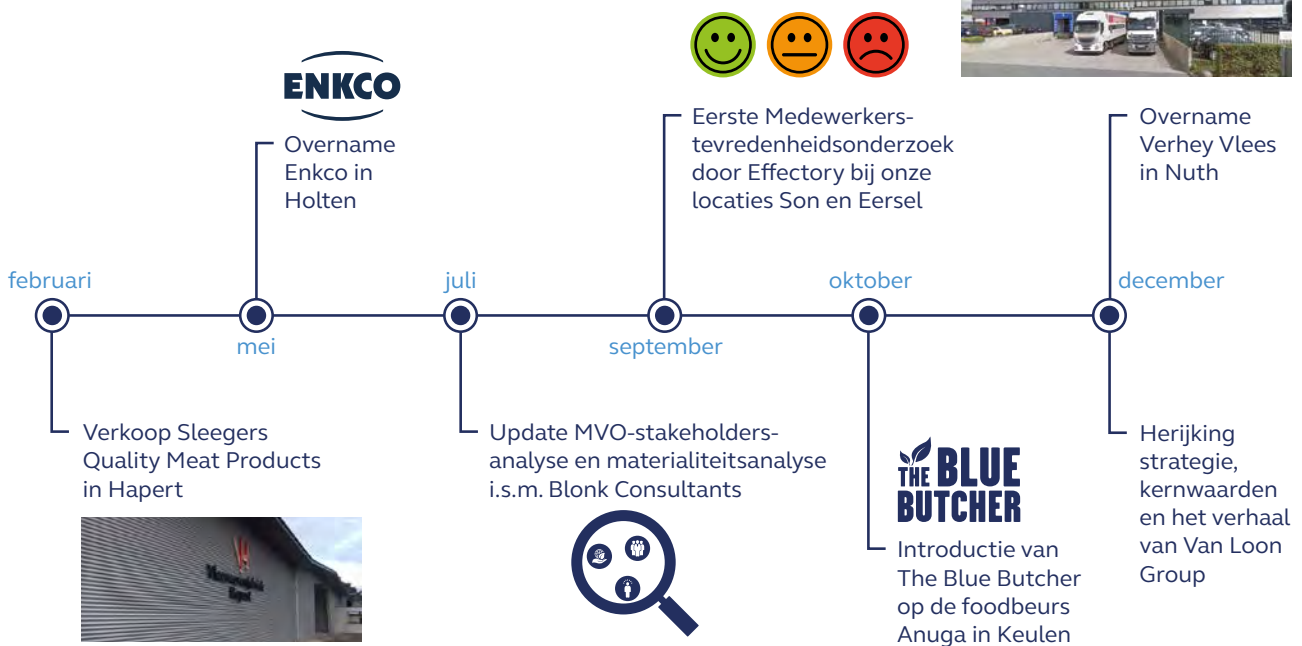 ENKCO
Overname
Enkco in
Holten
Eerste Medewerkers-
tevredenheidsonderzoek
door Effectory bij onze
locaties Son en Eersel
Overname
Verhey Vlees
in Nuth
februari
mei
juli
september
oktober
december
Verkoop Sleegers
Quality Meat Products
in Hapert
Update MVO-stakeholders-
analyse en materialiteitsanalyse
i.s.m. Blonk Consultants
THE BLUE
BUTCHER
Introductie van
The Blue Butcher
op de foodbeurs
Anuga in Keulen
Herijking
strategie,
kernwaarden
en het verhaal
van Van Loon
Group